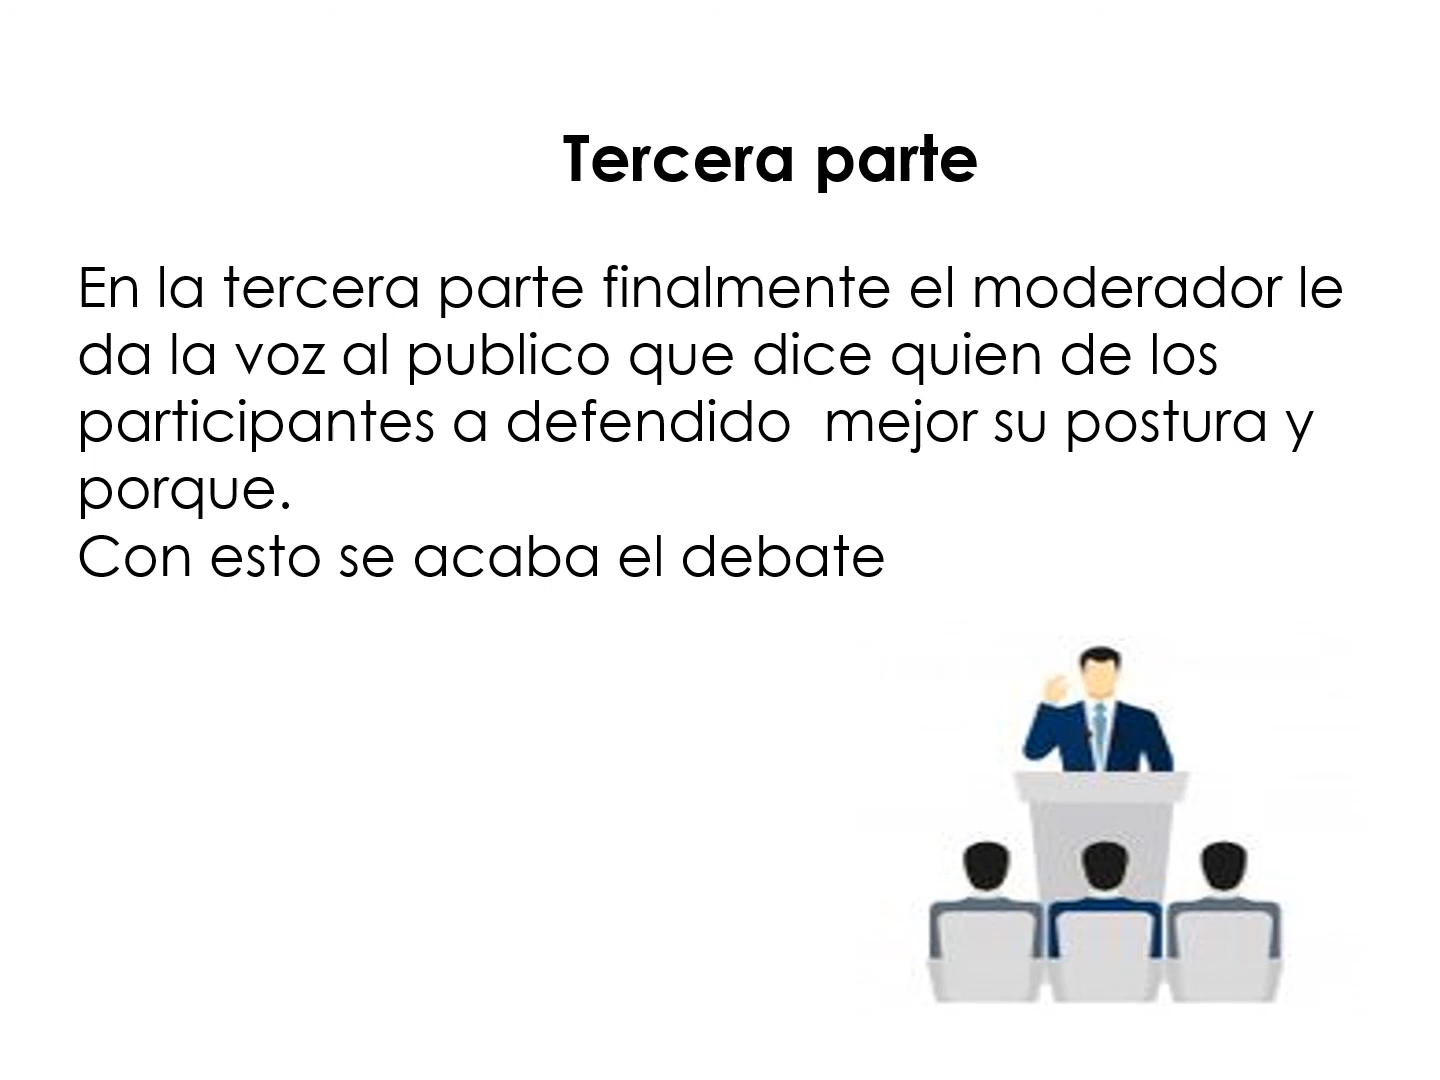 Tercera parte
En la tercera parte finalmente el moderador le
da la voz al publico que dice quien de los
participantes a defendido  mejor su postura y
porque.
Con esto se acaba el debate